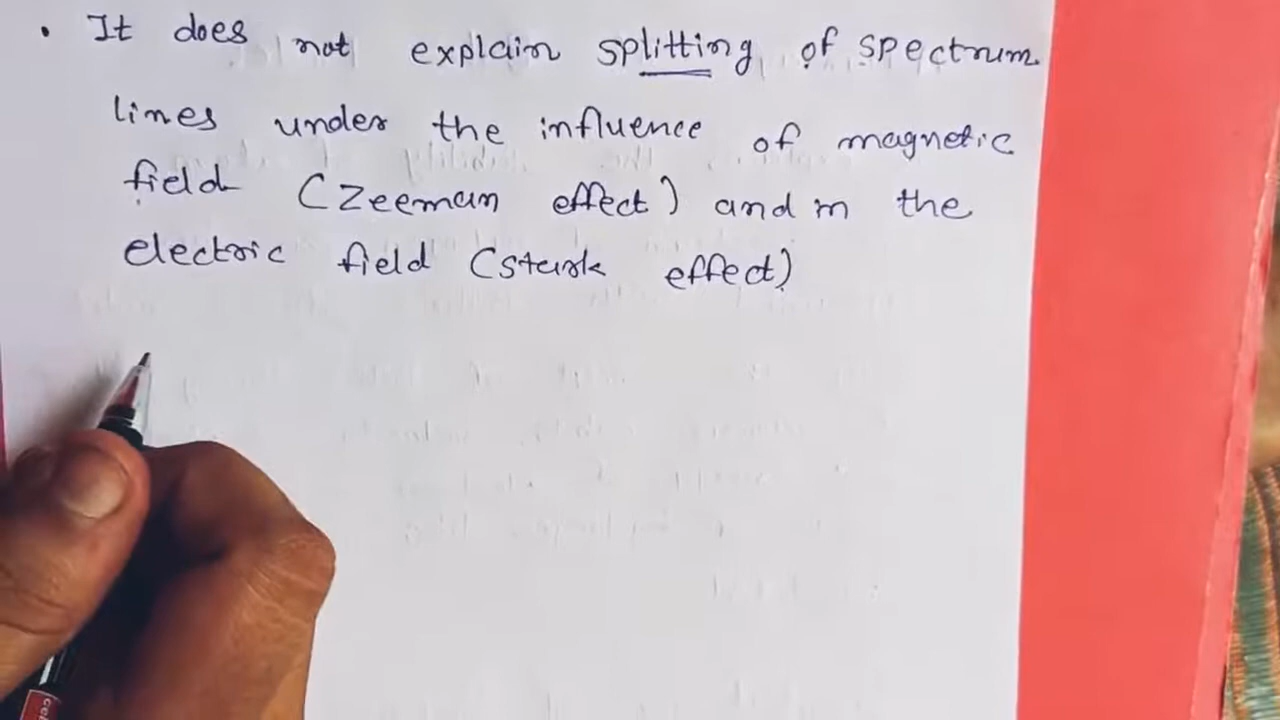 • It does not explain splitting of spectrum
lines under the influence of magnetic
field (Zeeman effect) and in the
electric field (Stark effect)